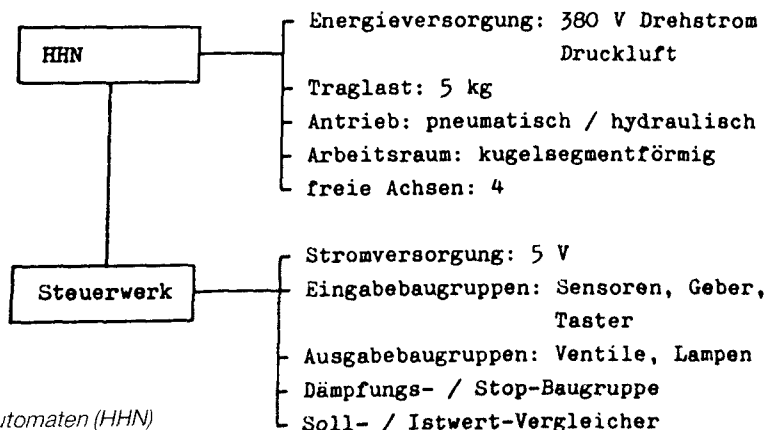 HHN
Energieversorgung: 380 V Drehstrom
Druckluft
Traglast: 5 kg
Antrieb: pneumatisch / hydraulisch
Arbeitsraum: kugelsegmentförmig
freie Achsen: 4
Steuerwerk
Stromversorgung: 5 V
Eingabebaugruppen: Sensoren, Geber,
Taster
Ausgabebaugruppen: Ventile, Lampen
Dämpfungs- / Stop-Baugruppe
Soll- / Istwert-Vergleicher
utomaten (HHN)